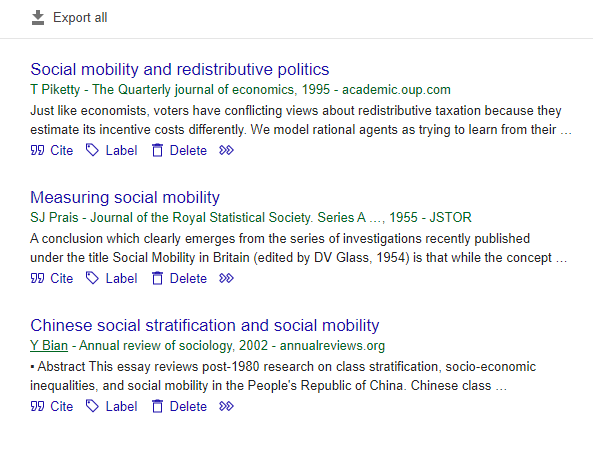 Export all
Social mobility and redistributive politics
T Piketty - The Quarterly journal of economics, 1995 - academic.oup.com
Just like economists, voters have conflicting views about redistributive taxation because they
estimate its incentive costs differently. We model rational agents as trying to learn from their ...
Cite Label Delete
Measuring social mobility
SJ Prais - Journal of the Royal Statistical Society. Series A ..., 1955 - JSTOR
A conclusion which clearly emerges from the series of investigations recently published
under the title Social Mobility in Britain (edited by DV Glass, 1954) is that while the concept ...
Cite Label Delete
Chinese social stratification and social mobility
Y Bian - Annual review of sociology, 2002 - annualreviews.org
▪ Abstract This essay reviews post-1980 research on class stratification, socio-economic
inequalities, and social mobility in the People's Republic of China. Chinese class ...
Cite Label Delete